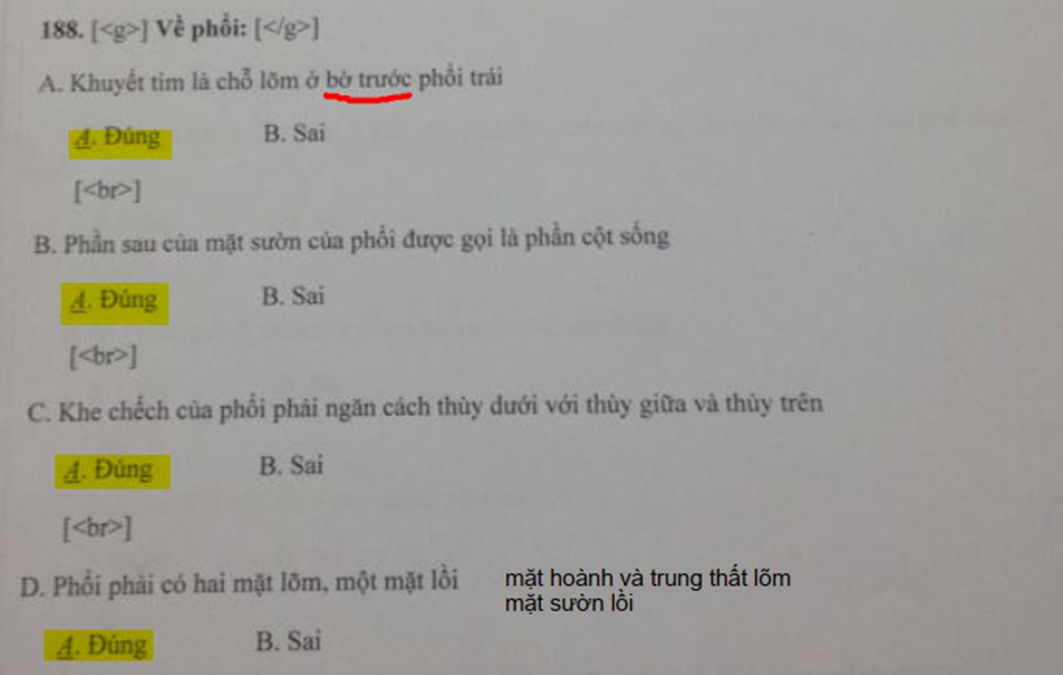 188. [<g>] Về phổi: [</g>]
A. Khuyết tim là chỗ lõm ở bờ trước phổi trái
A. Đúng B. Sai
[<br>]
B. Phần sau của mặt sườn của phổi được gọi là phần cột sống
A. Đúng B. Sai
[<br>]
C. Khe chếch của phổi phải ngăn cách thùy dưới với thùy giữa và thùy trên
A. Đúng B. Sai
[<br>]
D. Phổi phải có hai mặt lõm, một mặt lồi
mặt hoành và trung thất lõm
mặt sườn lồi
A. Đúng B. Sai